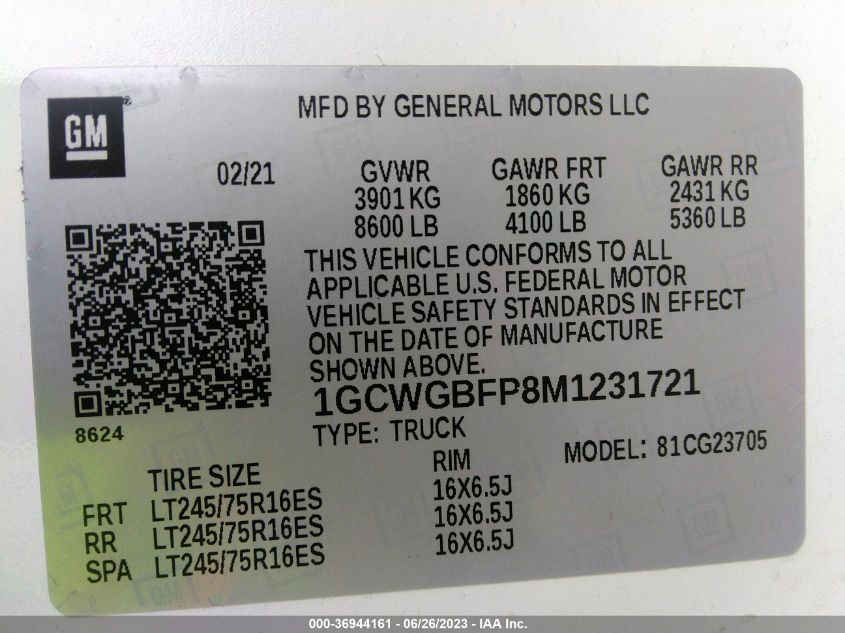 GM
MFD BY GENERAL MOTORS LLC
02/21 GVWR GAWR FRT GAWR RR
3901 KG 1860 KG 2431 KG
8600 LB 4100 LB 5360 LB
THIS VEHICLE CONFORMS TO ALL
APPLICABLE U.S. FEDERAL MOTOR
VEHICLE SAFETY STANDARDS IN EFFECT
ON THE DATE OF MANUFACTURE
SHOWN ABOVE.
1GCWGBFP8M1231721
8624
TYPE: TRUCK
MODEL: 81CG23705
TIRE SIZE RIM
FRT LT245/75R16ES 16X6.5J
RR LT245/75R16ES 16X6.5J
SPA LT245/75R16ES 16X6.5J
000-36944161 - 06/26/2023 - IAA Inc.